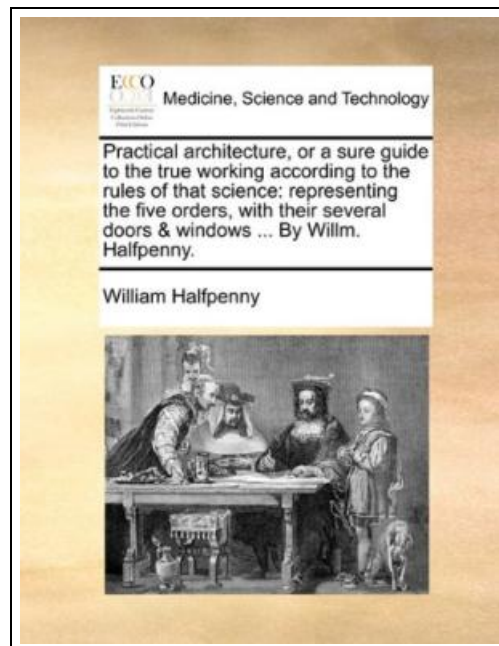 ECCO
Medicine, Science and Technology
Practical architecture, or a sure guide
to the true working according to the
rules of that science: representing
the five orders, with their several
doors & windows ... By Willm.
Halfpenny.
William Halfpenny